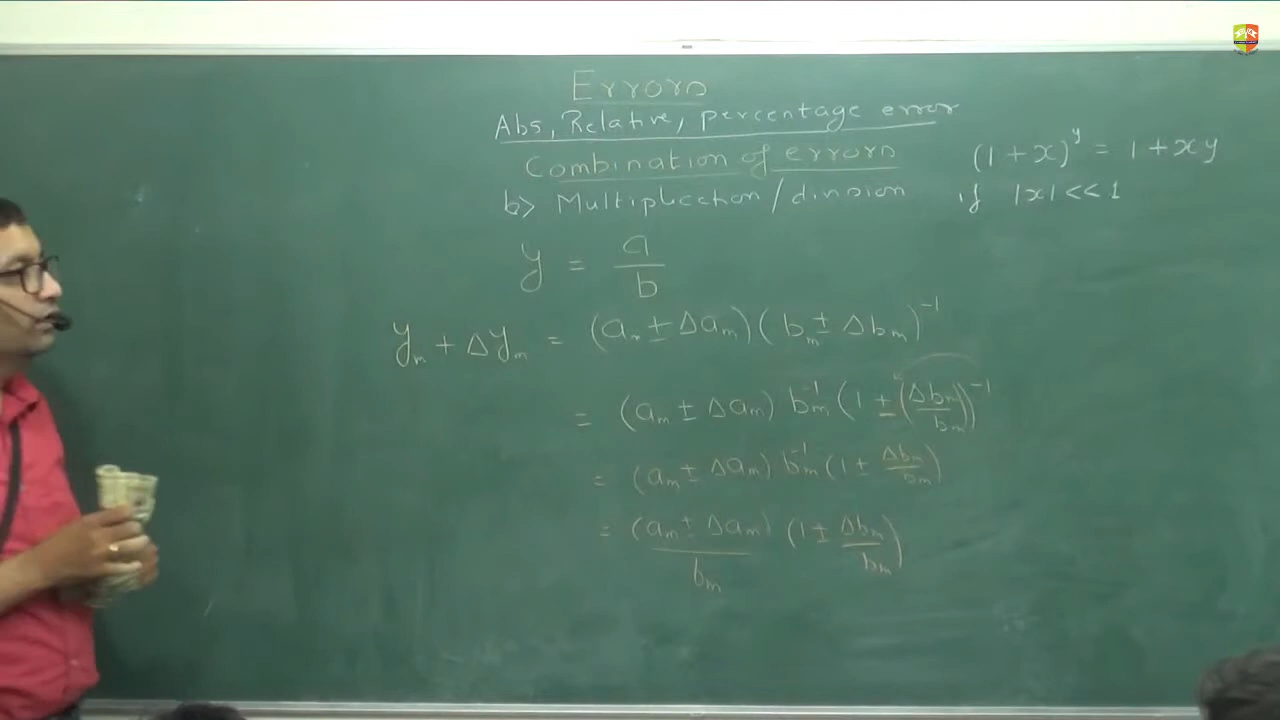 Errors
Abs, Relative, percentage error
Combination of errors
(1 + x)^y = 1 + xy
b> Multiplication / division
if |x| << 1
y = a/b
y_m + Δy_m = (a_m ± Δa_m)(b_m ± Δb_m)^-1
= (a_m ± Δa_m) b_m^-1 (1 ± (Δb_m/b_m))^-1
= (a_m ± Δa_m) b_m^-1 (1 ± Δb_m/b_m)
= (a_m ± Δa_m)/b_m (1 ± Δb_m/b_m)